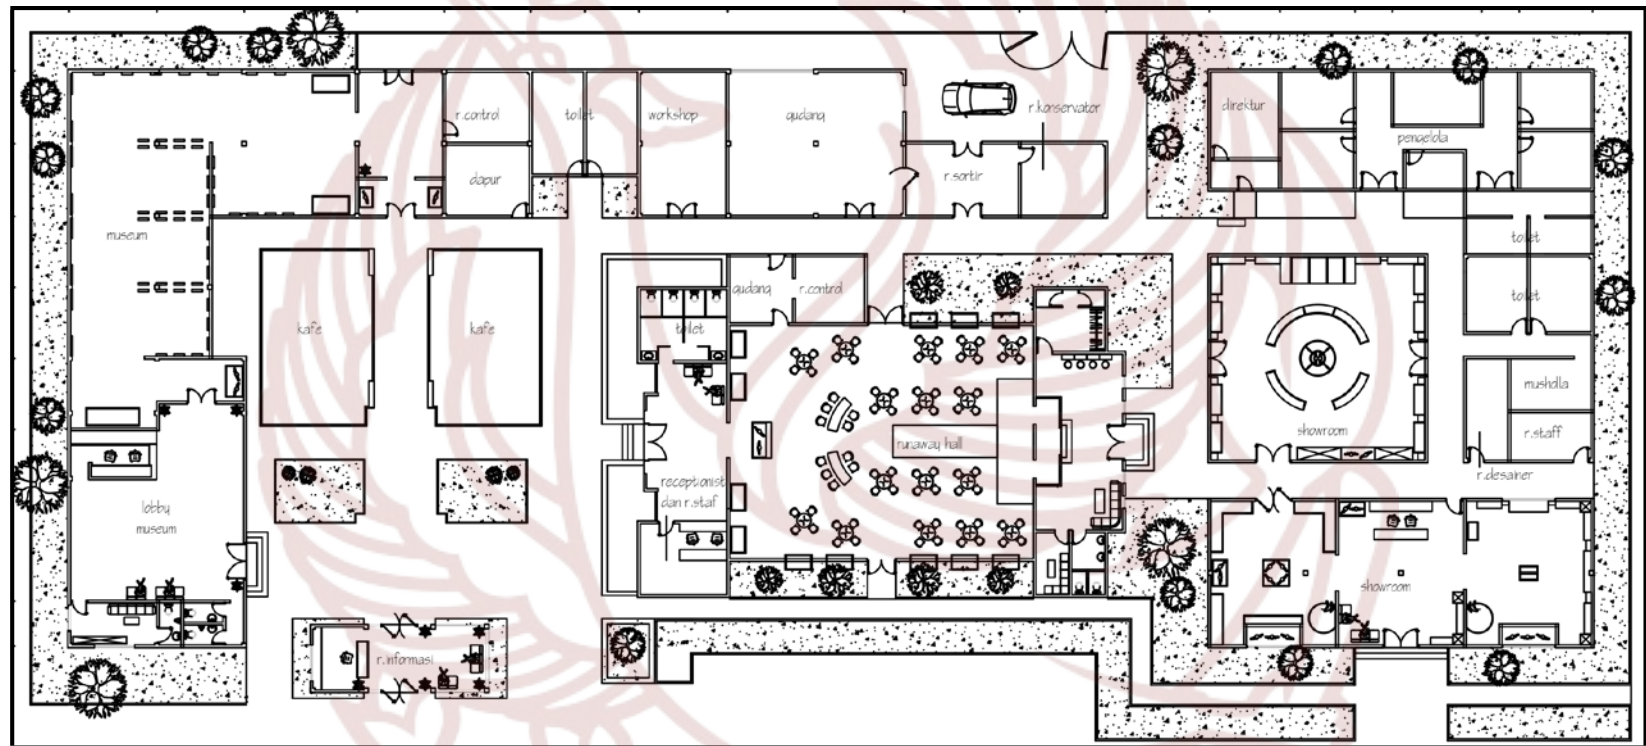 direktur
r.control
toilet
workshop
gudang
r.konservator
pengelola
r.sortir
dapur
museum
toilet
gudang
r.control
toilet
kafe
kafe
toilet
mushdlla
showroom
r.staff
runaway hall
r.desainer
receptionist
dan r.staf
lobby
museum
showroom
r.informasi